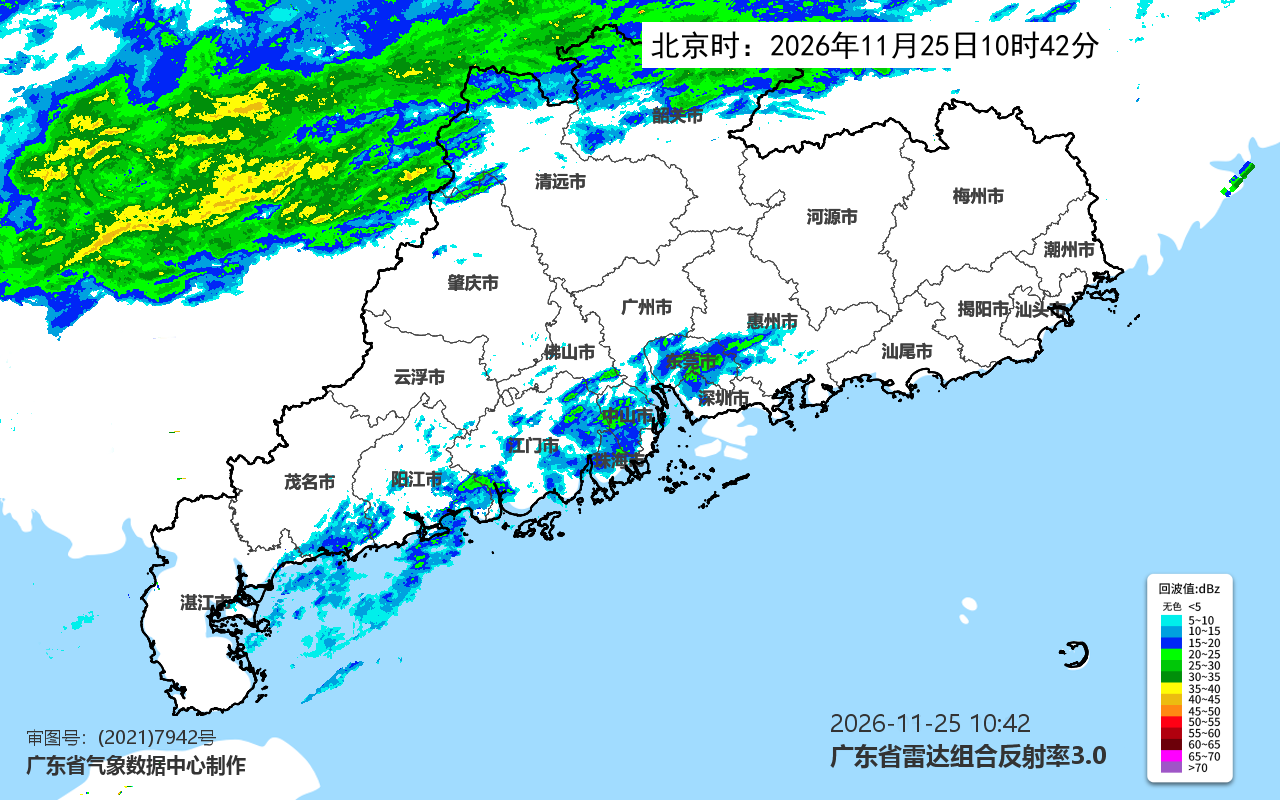 北京时：2026年11月25日10时42分
韶关市
清远市
梅州市
河源市
潮州市
肇庆市
广州市
揭阳市
汕头市
惠州市
佛山市
东莞市
汕尾市
云浮市
深圳市
中山市
江门市
珠海市
茂名市
阳江市
湛江市
回波值:dBz
无色 <5
5~10
10~15
15~20
20~25
25~30
30~35
35~40
40~45
45~50
50~55
55~60
60~65
65~70
>70
2026-11-25 10:42
广东省雷达组合反射率3.0
审图号：(2021)7942号
广东省气象数据中心制作